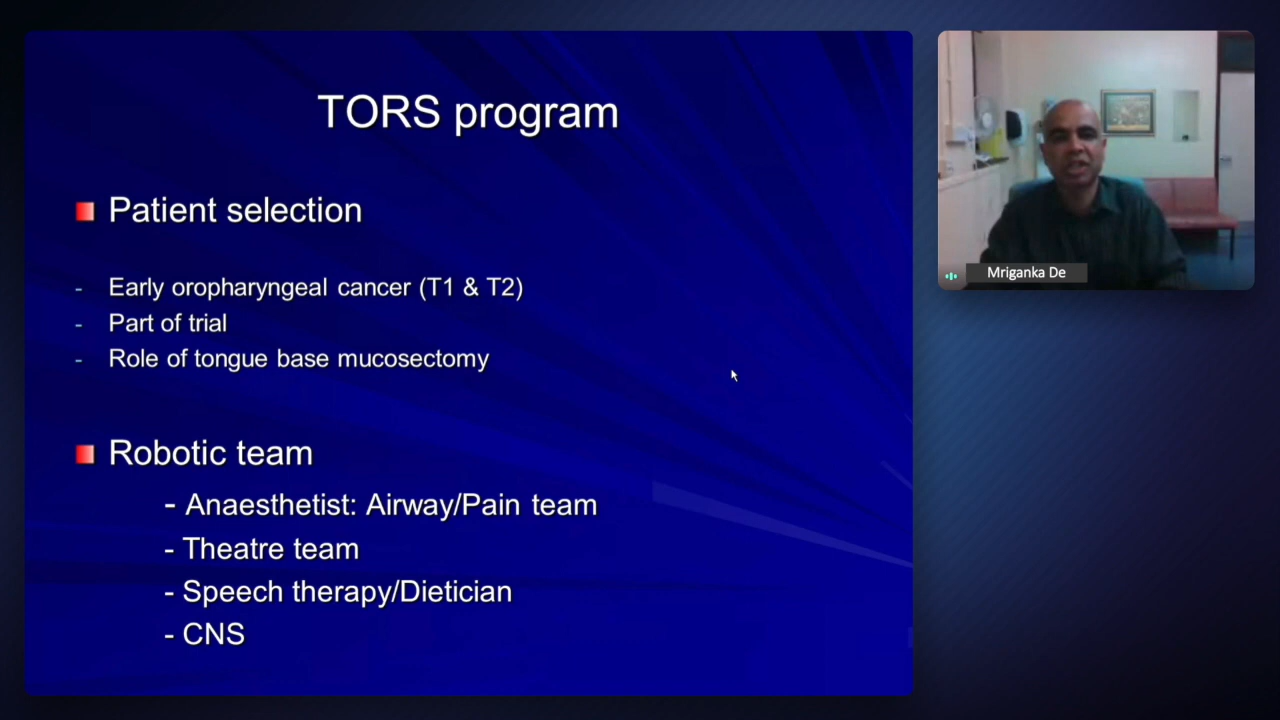 TORS program
Patient selection
- Early oropharyngeal cancer (T1 & T2)
- Part of trial
- Role of tongue base mucosectomy
Robotic team
- Anaesthetist: Airway/Pain team
- Theatre team
- Speech therapy/Dietician
- CNS
Mriganka De